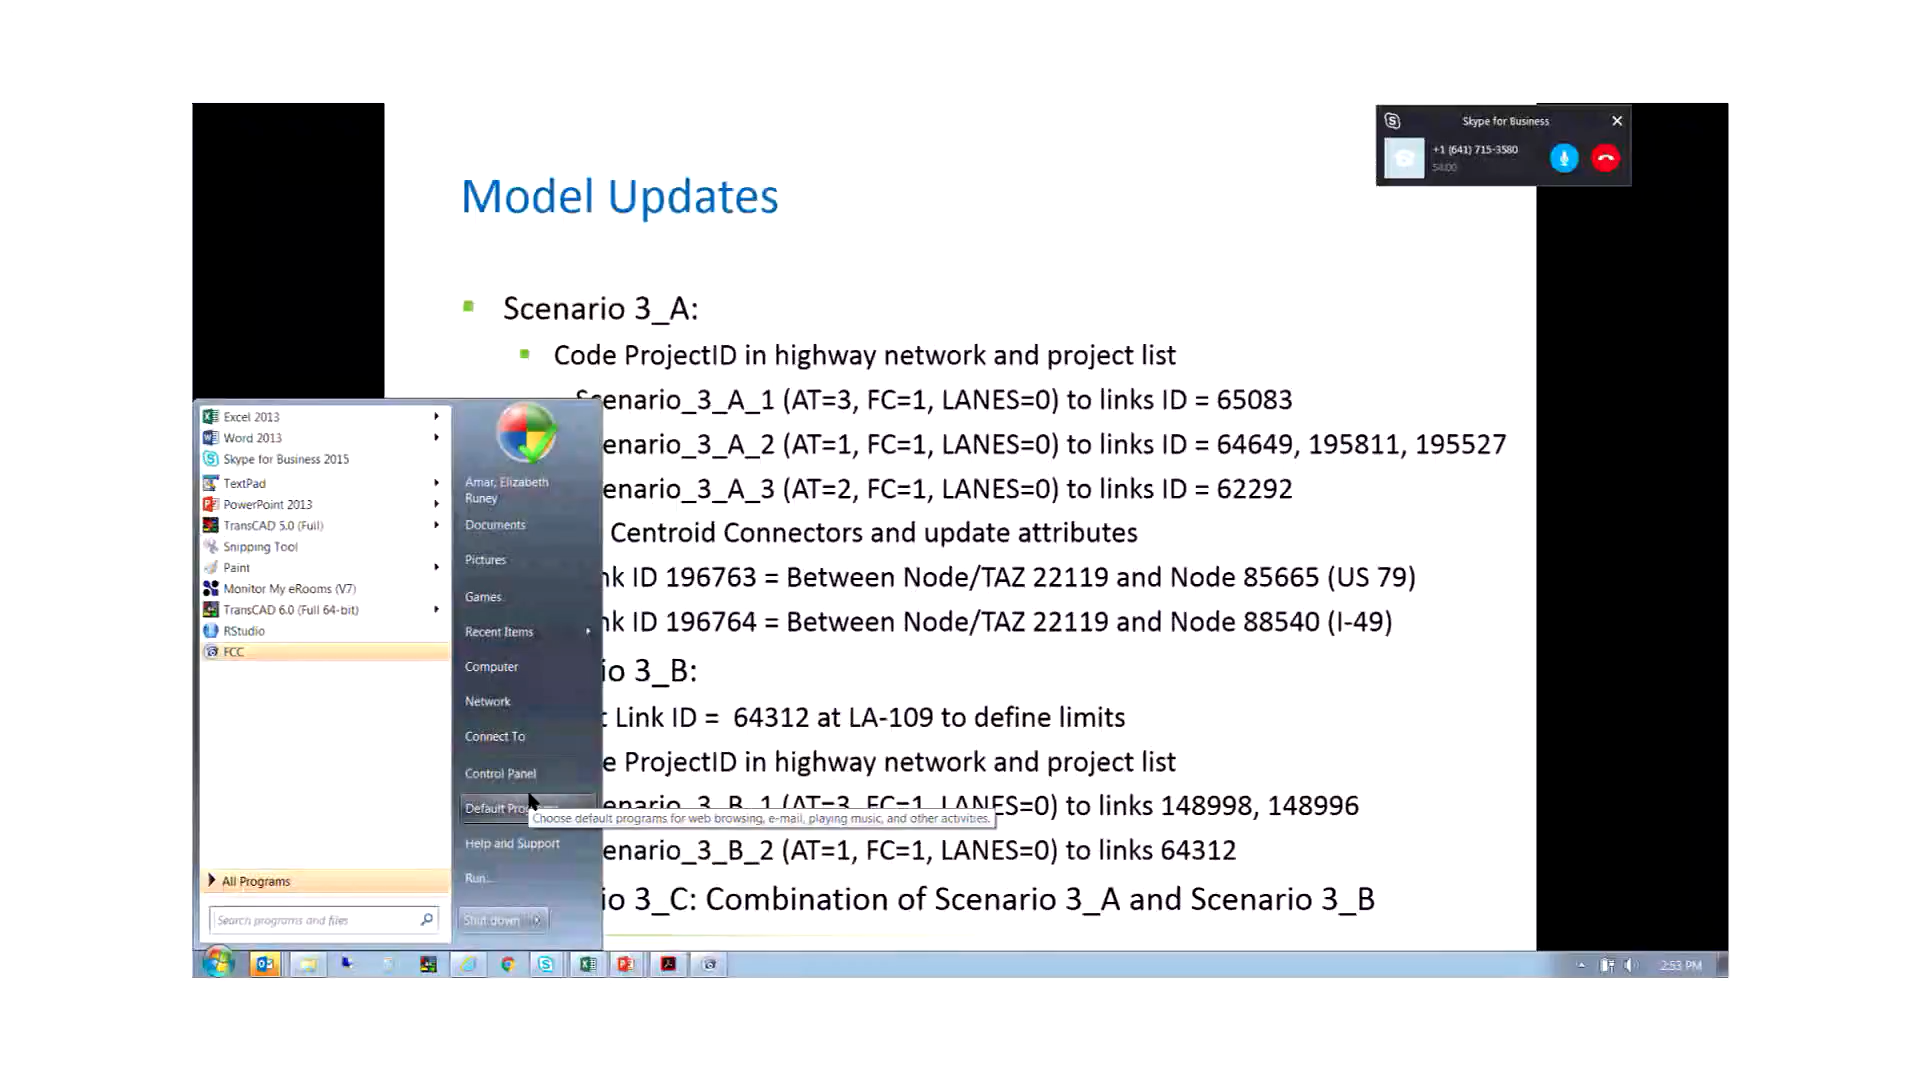 Skype for Business
+1 (641) 715-3580
54:00
Model Updates
Scenario 3_A:
Code ProjectID in highway network and project list
Scenario_3_A_1 (AT=3, FC=1, LANES=0) to links ID = 65083
enario_3_A_2 (AT=1, FC=1, LANES=0) to links ID = 64649, 195811, 195527
enario_3_A_3 (AT=2, FC=1, LANES=0) to links ID = 62292
Centroid Connectors and update attributes
nk ID 196763 = Between Node/TAZ 22119 and Node 85665 (US 79)
nk ID 196764 = Between Node/TAZ 22119 and Node 88540 (I-49)
io 3_B:
t Link ID = 64312 at LA-109 to define limits
e ProjectID in highway network and project list
enario_3_B_1 (AT=3, FC=1, LANES=0) to links 148998, 148996
enario_3_B_2 (AT=1, FC=1, LANES=0) to links 64312
io 3_C: Combination of Scenario 3_A and Scenario 3_B
Excel 2013
Word 2013
Skype for Business 2015
TextPad
PowerPoint 2013
TransCAD 5.0 (Full)
Snipping Tool
Paint
Monitor My eRooms (V7)
TransCAD 6.0 (Full 64-bit)
RStudio
FCC
All Programs
Search programs and files
Amar, Elizabeth
Runey
Documents
Pictures
Games
Recent Items
Computer
Network
Connect To
Control Panel
Default Pro
Choose default programs for web browsing, e-mail, playing music, and other activities.
Help and Support
Run...
Shut down
2:53 PM